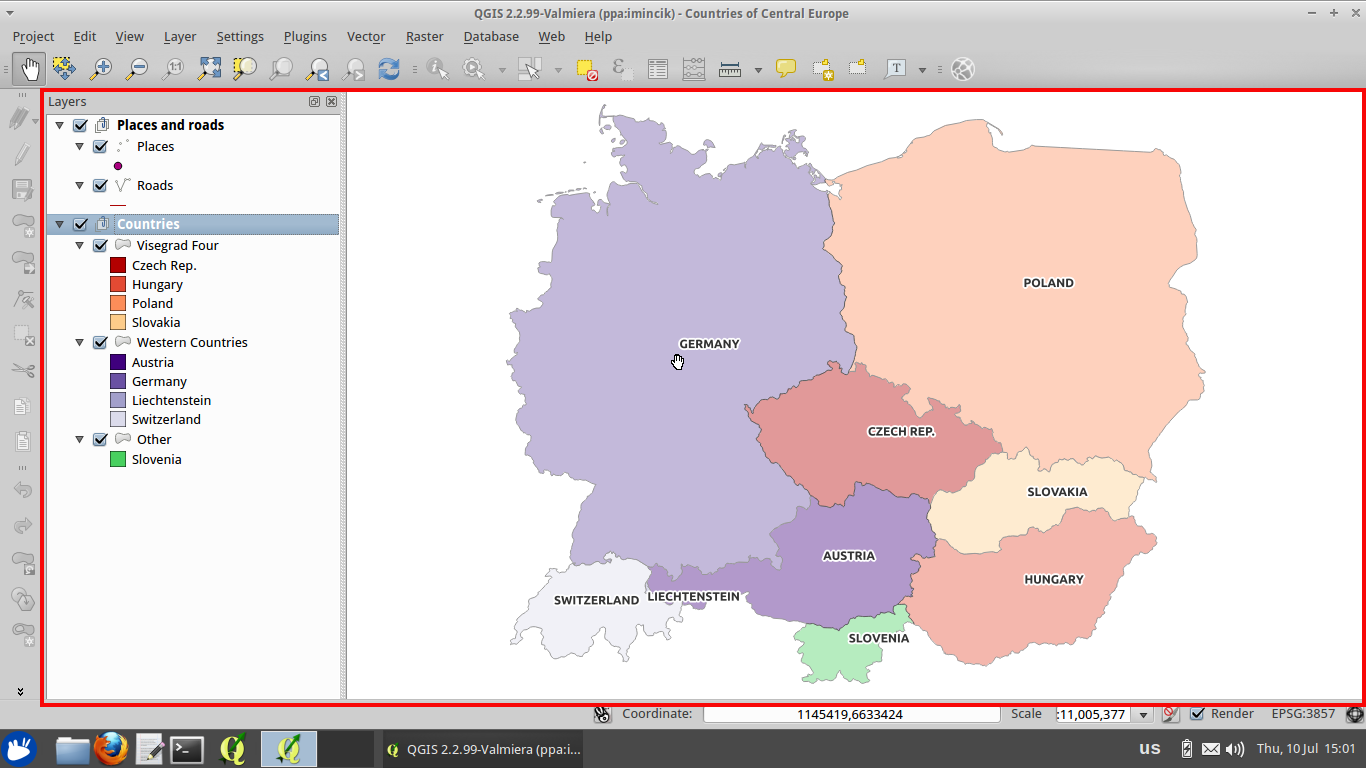 QGIS 2.2.99-Valmiera (ppa:imincik) - Countries of Central Europe
Project Edit View Layer Settings Plugins Vector Raster Database Web Help
Layers
Places and roads
Places
Roads
Countries
Visegrad Four
Czech Rep.
Hungary
Poland
Slovakia
Western Countries
Austria
Germany
Liechtenstein
Switzerland
Other
Slovenia
POLAND
GERMANY
CZECH REP.
SLOVAKIA
AUSTRIA
HUNGARY
LIECHTENSTEIN
SWITZERLAND
SLOVENIA
Coordinate: 1145419,6633424 Scale :11,005,377 Render EPSG:3857
QGIS 2.2.99-Valmiera (ppa:i... us Thu, 10 Jul 15:01